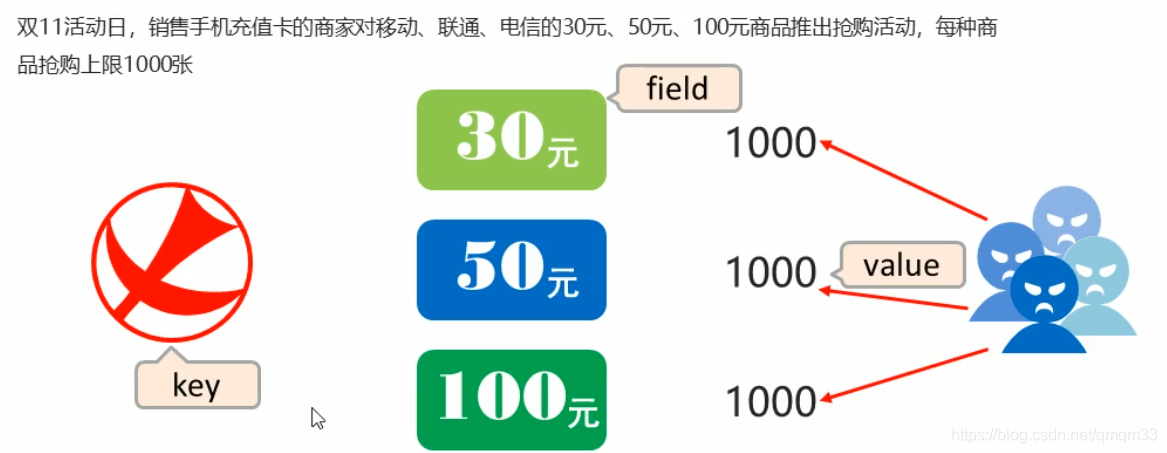 双11活动日，销售手机充值卡的商家对移动、联通、电信的30元、50元、100元商品推出抢购活动，每种商
品抢购上限1000张
field
30元
1000
50元
1000
value
key
100元
1000
https://blog.csdn.net/qmqm33